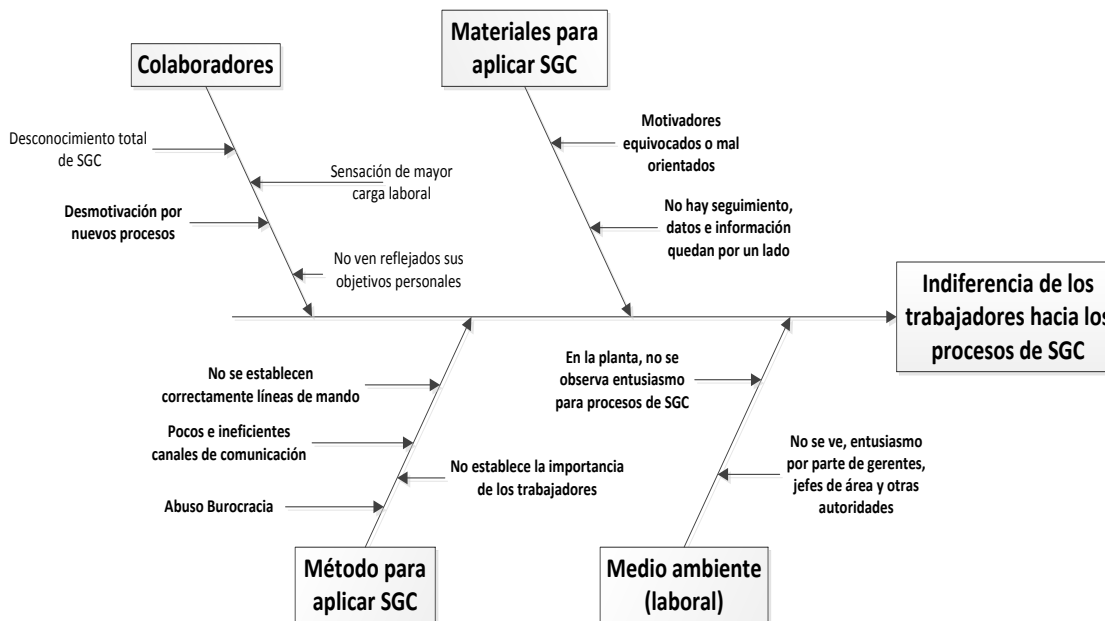 Colaboradores
Materiales para
aplicar SGC
Desconocimiento total
de SGC
Sensación de mayor
carga laboral
Desmotivación por
nuevos procesos
No ven reflejados sus
objetivos personales
Motivadores
equivocados o mal
orientados
No hay seguimiento,
datos e información
quedan por un lado
Indiferencia de los
trabajadores hacia los
procesos de SGC
No se establecen
correctamente líneas de mando
Pocos e ineficientes
canales de comunicación
No establece la importancia
de los trabajadores
Abuso Burocracia
En la planta, no se
observa entusiasmo
para procesos de SGC
No se ve, entusiasmo
por parte de gerentes,
jefes de área y otras
autoridades
Método para
aplicar SGC
Medio ambiente
(laboral)